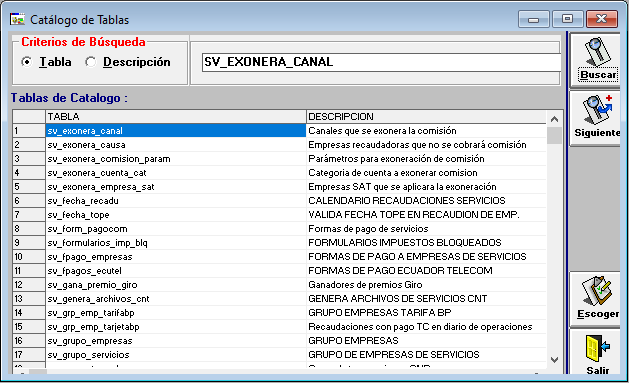 Catálogo de Tablas
Criterios de Búsqueda
Tabla Descripción
SV_EXONERA_CANAL
Buscar
Siguiente
Tablas de Catalogo :
TABLA DESCRIPCION
1 sv_exonera_canal Canales que se exonera la comisión
2 sv_exonera_causa Empresas recaudadoras que no se cobrará comisión
3 sv_exonera_comision_param Parámetros para exoneración de comisión
4 sv_exonera_cuenta_cat Categoria de cuenta a exonerar comision
5 sv_exonera_empresa_sat Empresas SAT que se aplicara la exoneración
6 sv_fecha_recadu CALENDARIO RECAUDACIONES SERVICIOS
7 sv_fecha_tope VALIDA FECHA TOPE EN RECAUDION DE EMP.
8 sv_form_pagocom Formas de pago de servicios
9 sv_formularios_imp_blq FORMULARIOS IMPUESTOS BLOQUEADOS
10 sv_fpago_empresas FORMAS DE PAGO A EMPRESAS DE SERVICIOS
11 sv_fpagos_ecutel FORMAS DE PAGO ECUADOR TELECOM
12 sv_gana_premio_giro Ganadores de premios Giro
13 sv_genera_archivos_cnt GENERA ARCHIVOS DE SERVICIOS CNT
14 sv_grp_emp_tarifabp GRUPO EMPRESAS TARIFA BP
15 sv_grp_emp_tarjetabp Recaudaciones con pago TC en diario de operaciones
16 sv_grupo_empresas GRUPO EMPRESAS
17 sv_grupo_servicios GRUPO DE EMPRESAS DE SERVICIOS
Escoger
Salir